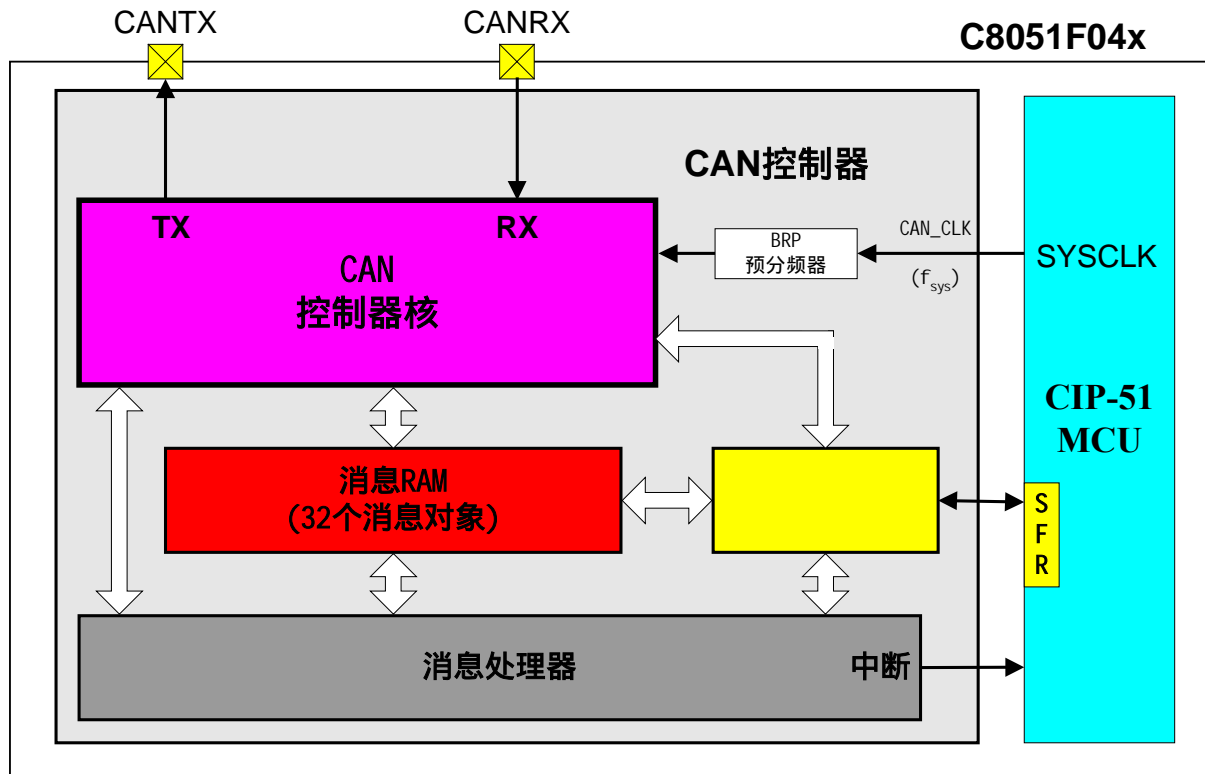 CANTX
CANRX
C8051F04x
CAN控制器
TX
RX
CAN
控制器核
BRP
预分频器
CAN_CLK
(fsys)
SYSCLK
CIP-51
MCU
消息RAM
(32个消息对象)
S
F
R
消息处理器
中断